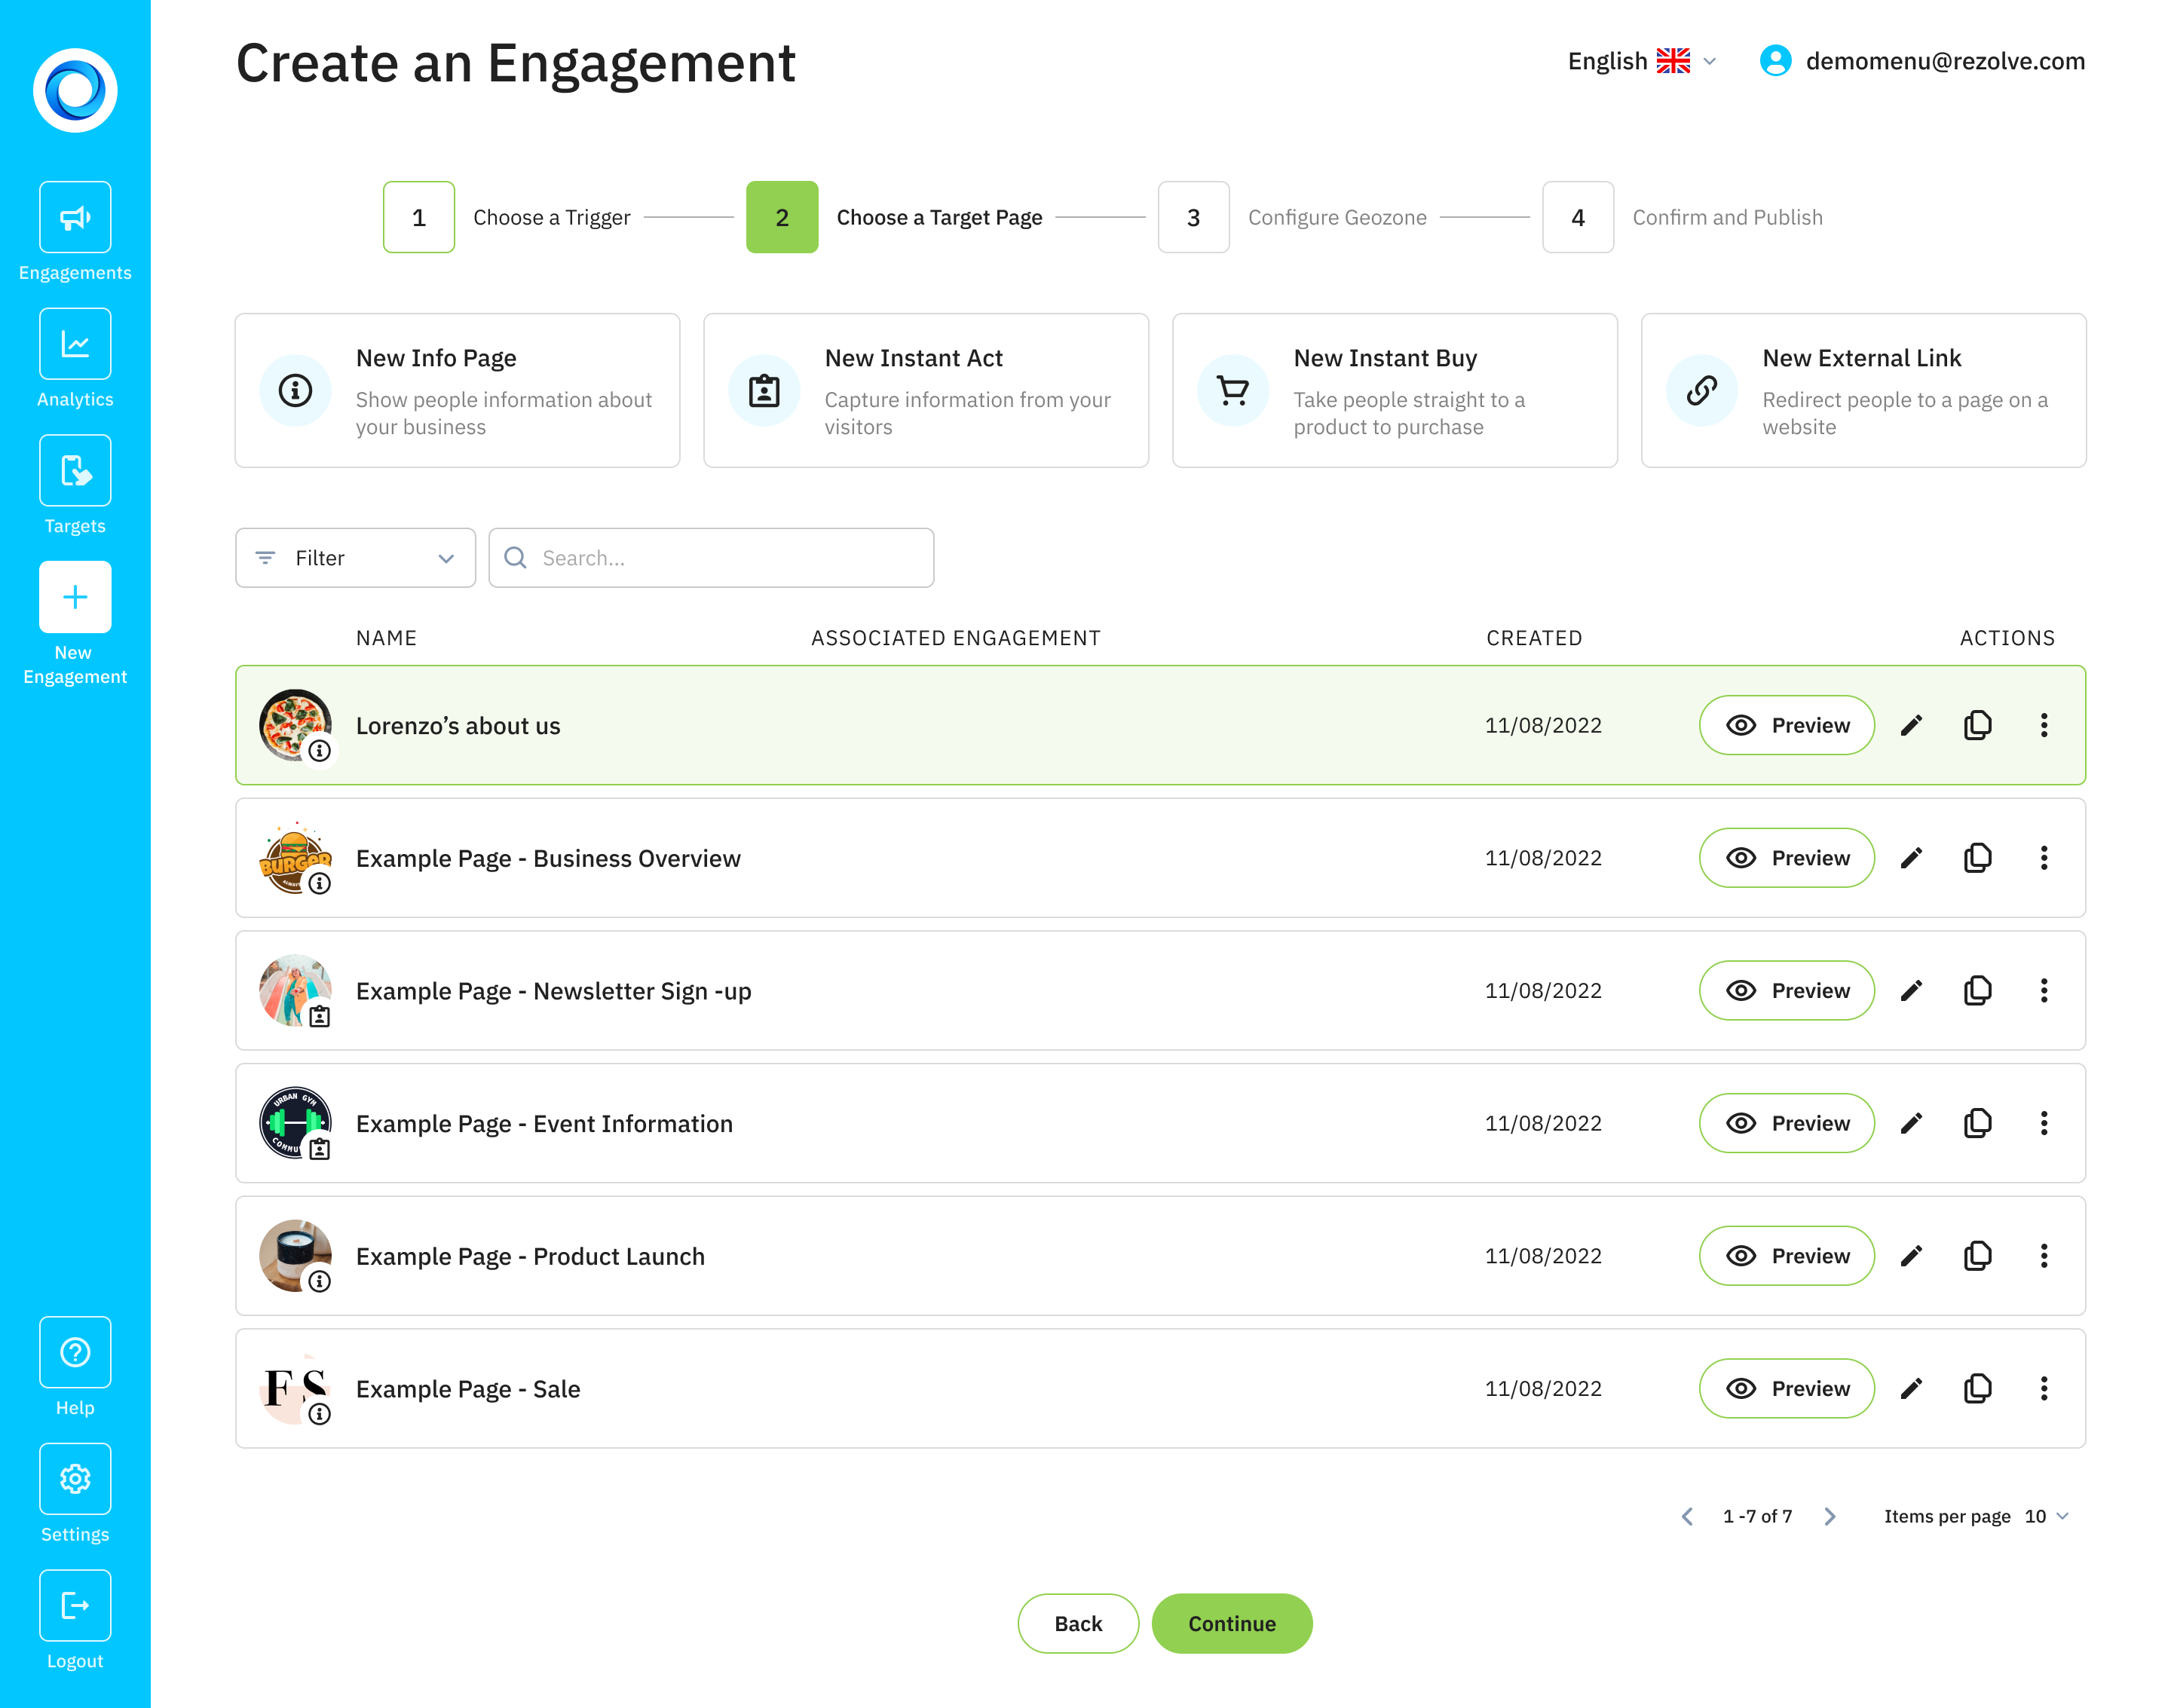 Create an Engagement
English
demomenu@rezolve.com
Engagements
Analytics
Targets
New
Engagement
Help
Settings
Logout
1 Choose a Trigger
2 Choose a Target Page
3 Configure Geozone
4 Confirm and Publish
New Info Page
Show people information about
your business
New Instant Act
Capture information from your
visitors
New Instant Buy
Take people straight to a
product to purchase
New External Link
Redirect people to a page on a
website
Filter
Search...
NAME ASSOCIATED ENGAGEMENT CREATED ACTIONS
Lorenzo’s about us 11/08/2022 Preview
BURGER
Example Page - Business Overview 11/08/2022 Preview
Example Page - Newsletter Sign -up 11/08/2022 Preview
URBAN GYM
Example Page - Event Information 11/08/2022 Preview
Example Page - Product Launch 11/08/2022 Preview
FS
Example Page - Sale 11/08/2022 Preview
1 -7 of 7
Items per page 10
Back
Continue